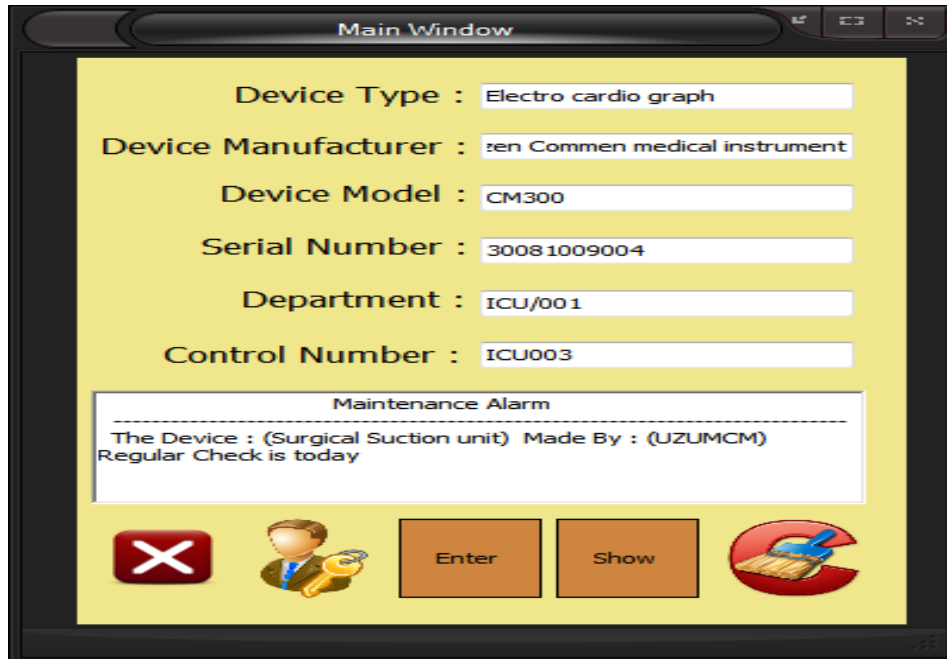 Main Window
Device Type : Electro cardio graph
Device Manufacturer : zen Commen medical instrument
Device Model : CM300
Serial Number : 30081009004
Department : ICU/001
Control Number : ICU003
Maintenance Alarm
--------------------------------------------------------------------------------
The Device : (Surgical Suction unit) Made By : (UZUMCM)
Regular Check is today
Enter Show